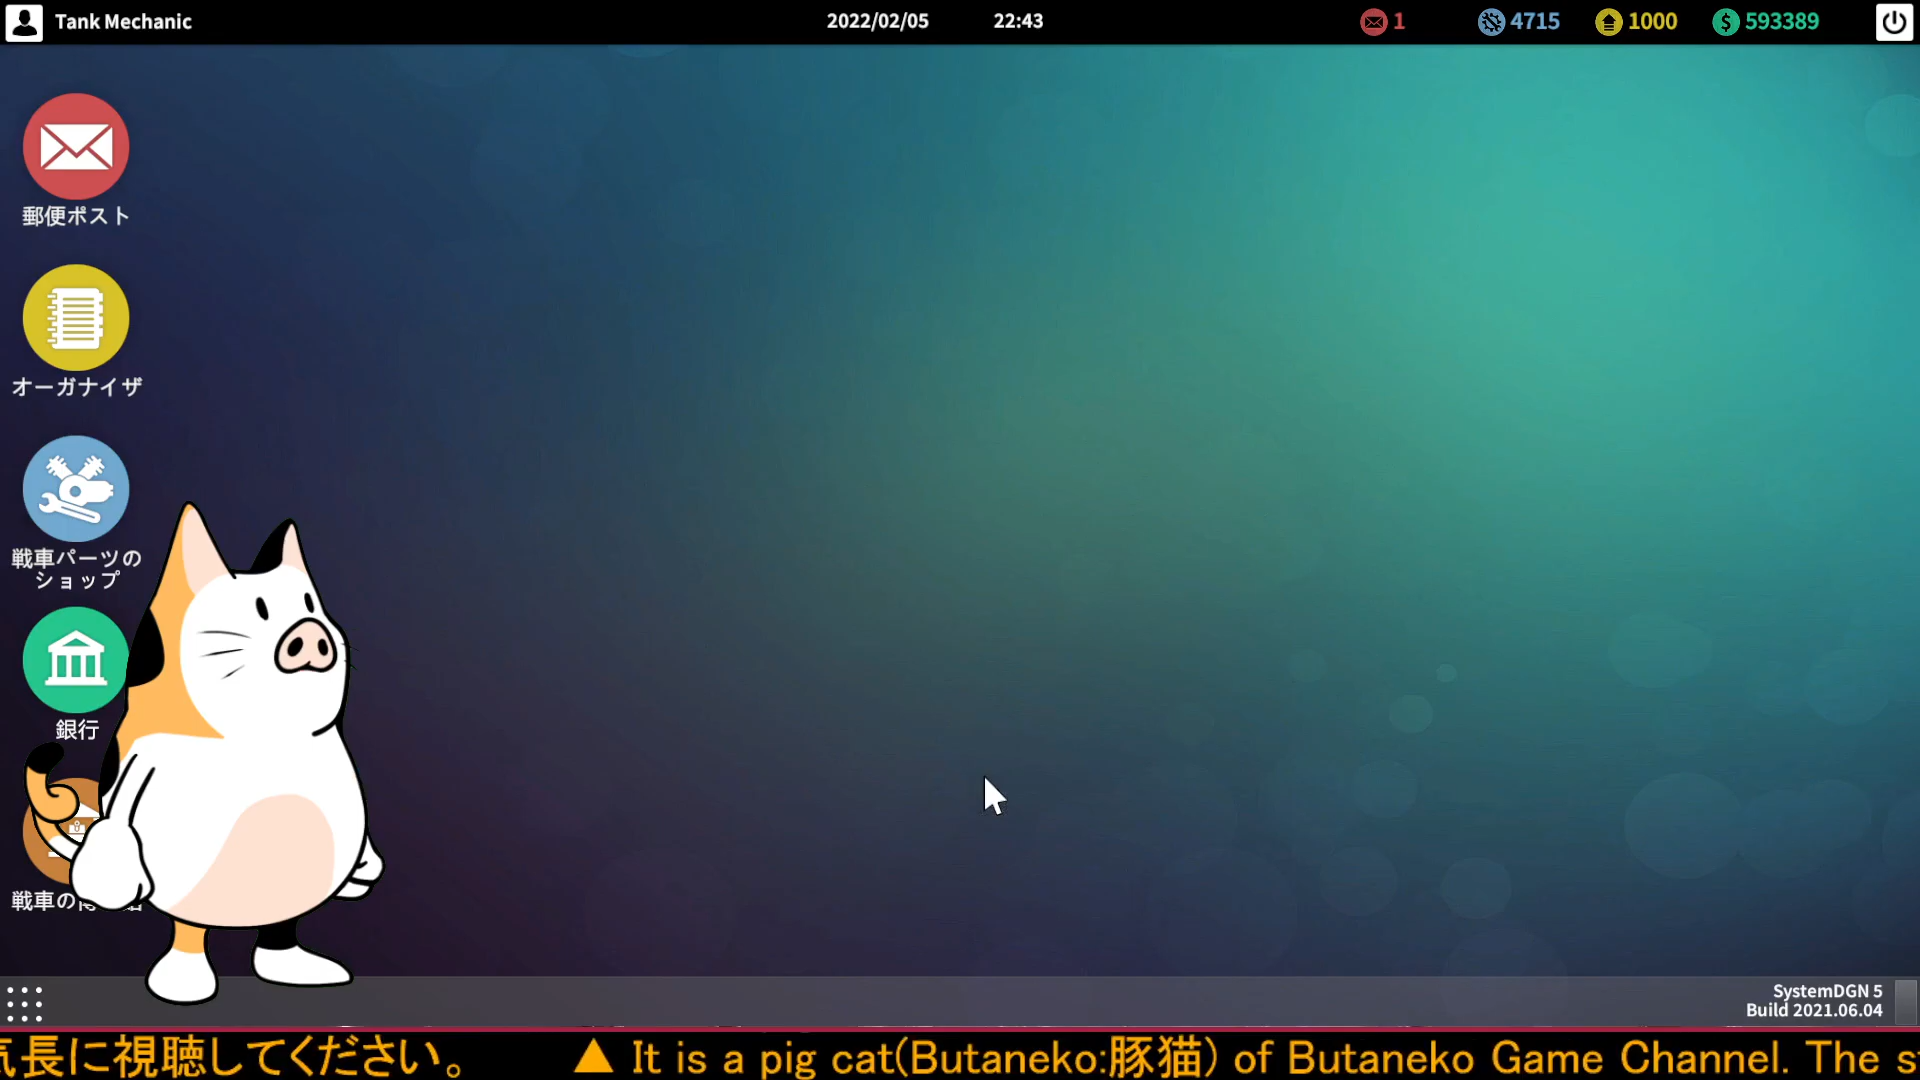 Tank Mechanic
2022/02/05
22:43
1
4715
1000
593389
郵便ポスト
オーガナイザ
戦車パーツの
ショップ
銀行
戦車の
SystemDGN 5
Build 2021.06.04
長に視聴してください。 ▲ It is a pig cat(Butaneko:豚猫) of Butaneko Game Channel. The